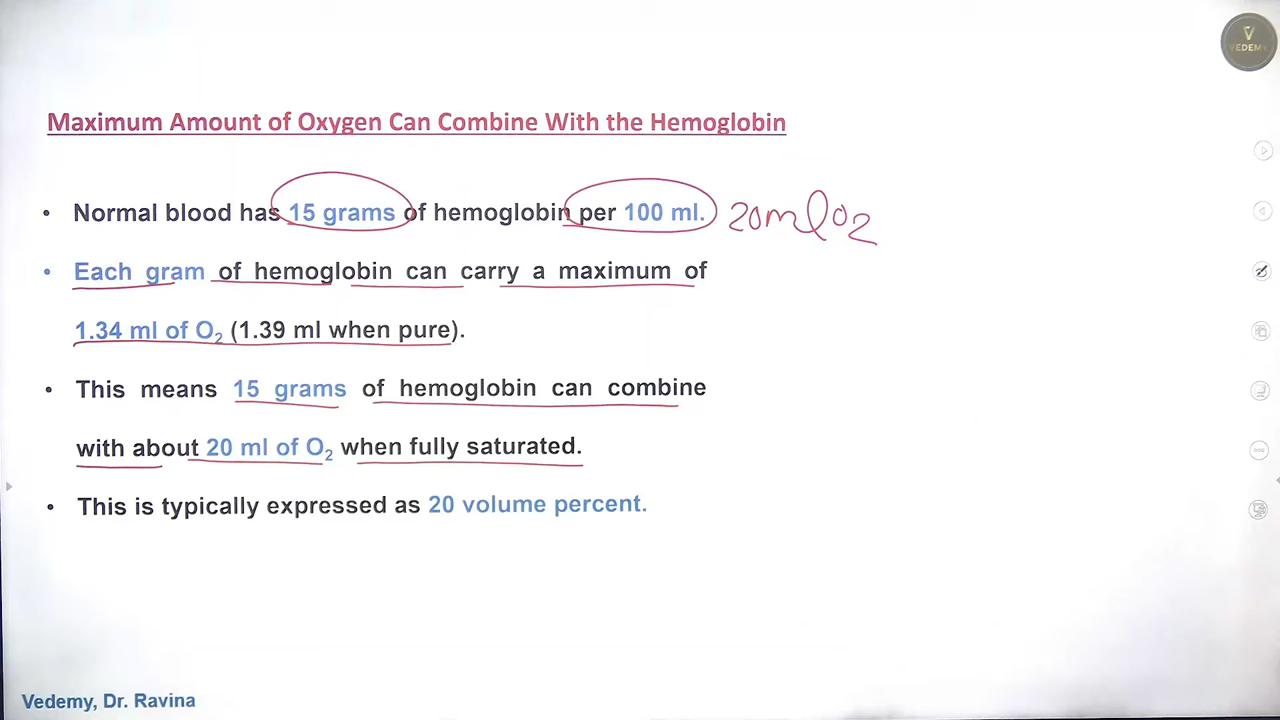 V
VEDEMY
Maximum Amount of Oxygen Can Combine With the Hemoglobin
• Normal blood has 15 grams of hemoglobin per 100 ml. 20ml O2
• Each gram of hemoglobin can carry a maximum of
1.34 ml of O₂ (1.39 ml when pure).
• This means 15 grams of hemoglobin can combine
with about 20 ml of O₂ when fully saturated.
• This is typically expressed as 20 volume percent.
Vedemy, Dr. Ravina